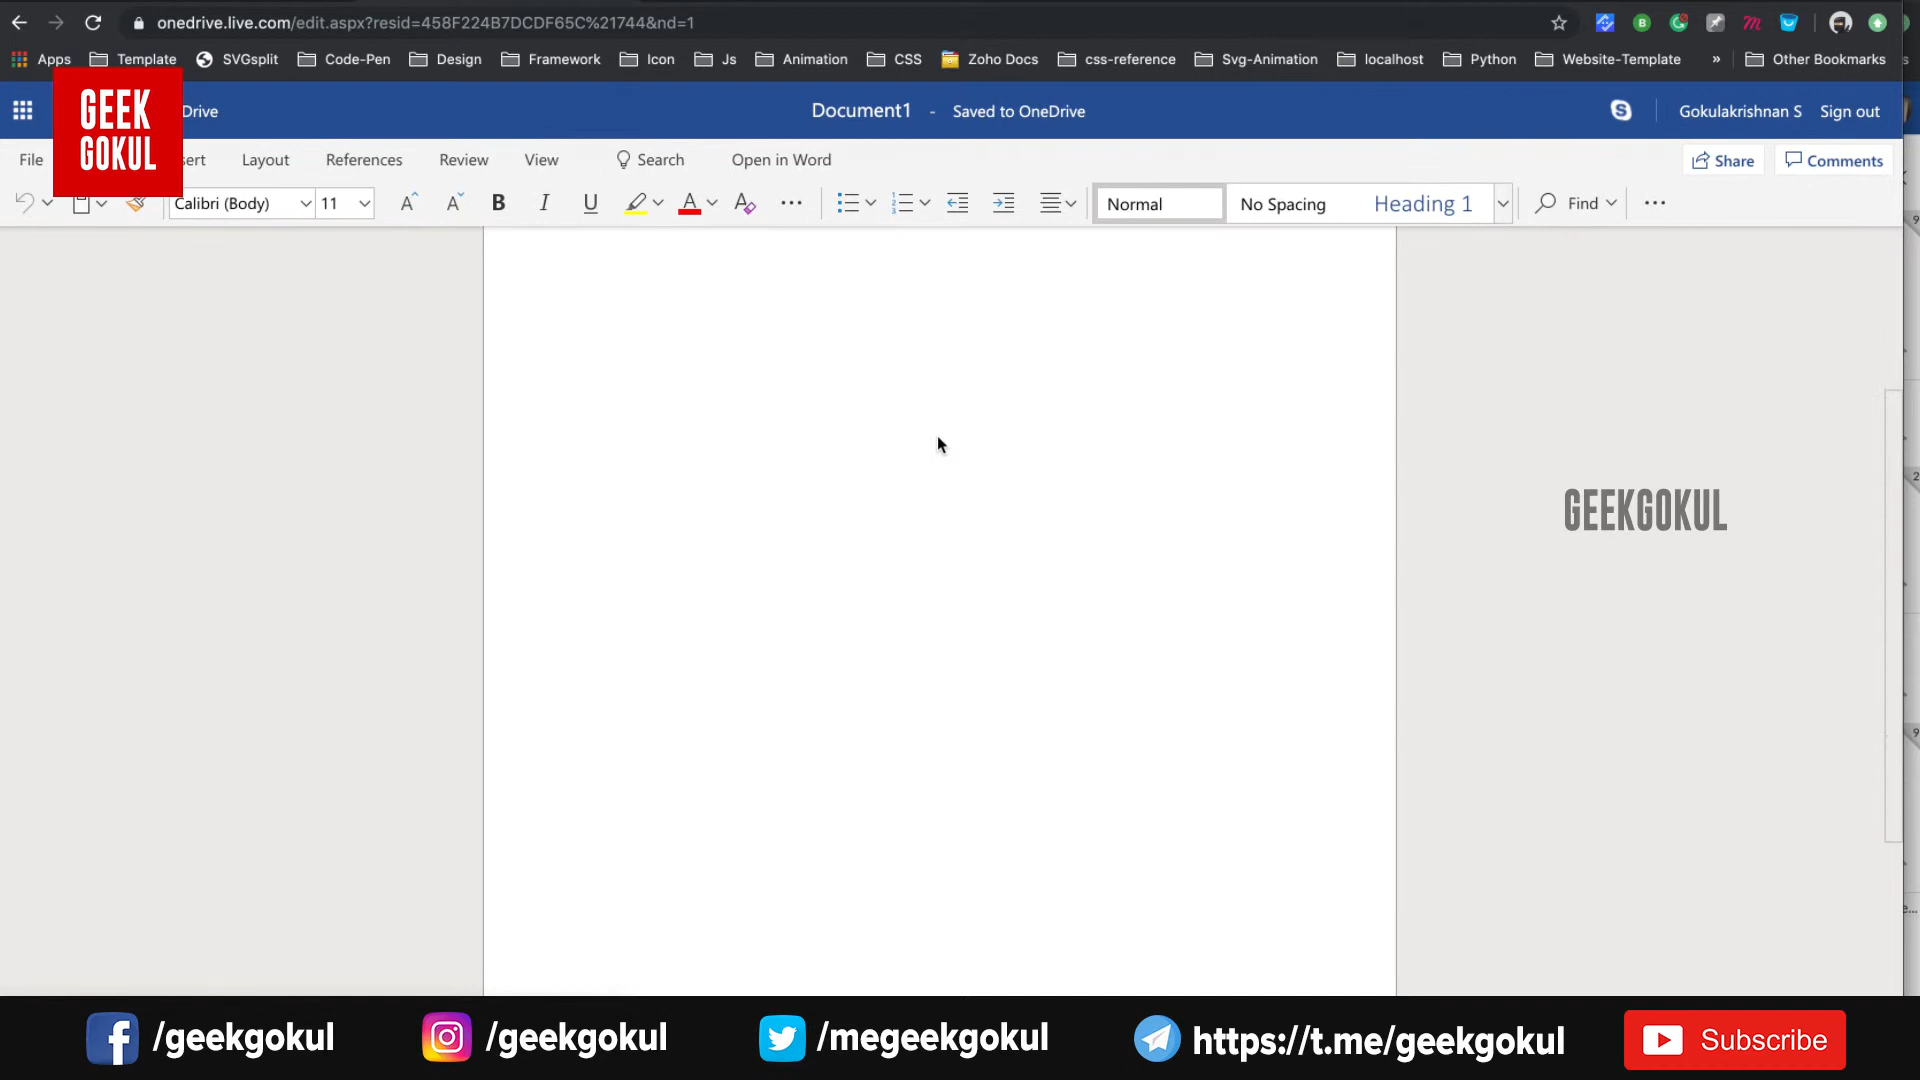 onedrive.live.com/edit.aspx?resid=458F224B7DCDF65C%21744&nd=1
Apps Template SVGsplit Code-Pen Design Framework Icon Js Animation CSS Zoho Docs css-reference Svg-Animation localhost Python Website-Template » Other Bookmarks
GEEK
GOKUL
Drive Document1 - Saved to OneDrive Gokulakrishnan S Sign out
File sert Layout References Review View Search Open in Word Share Comments
Calibri (Body) 11 B I U Normal No Spacing Heading 1 Find
GEEKGOKUL
/geekgokul /geekgokul /megeekgokul https://t.me/geekgokul Subscribe